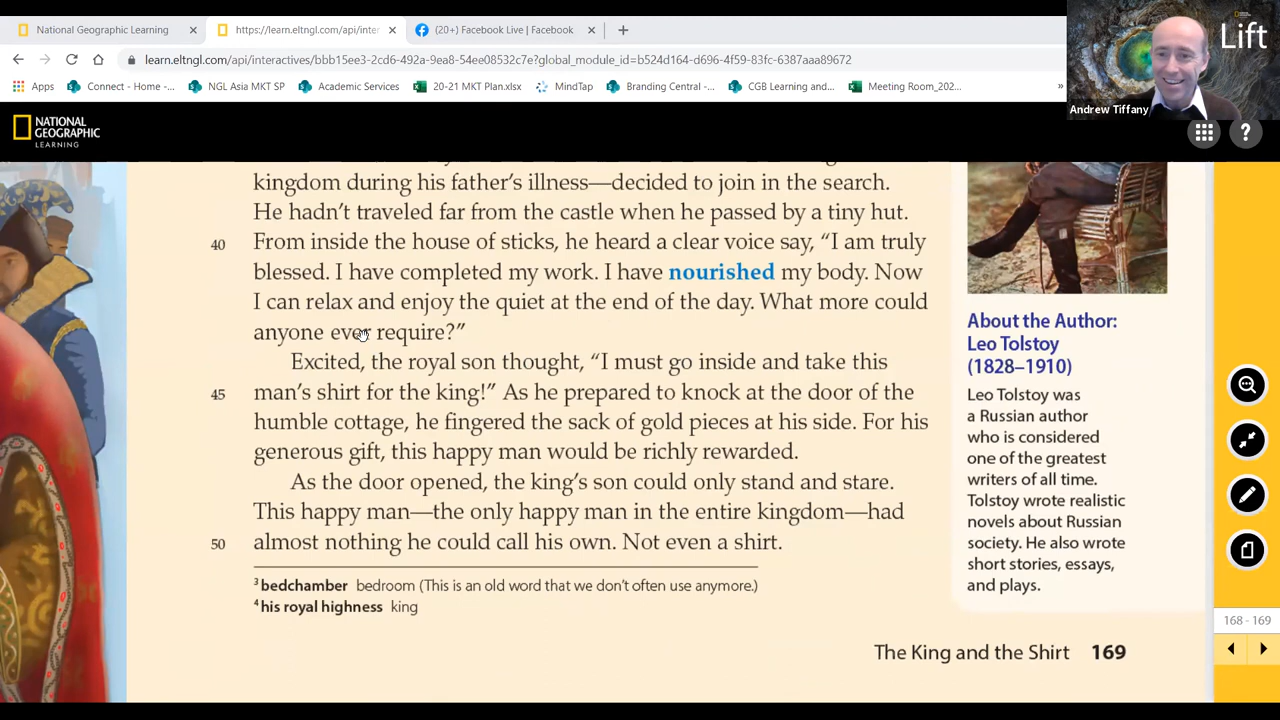 National Geographic Learning
https://learn.eltngl.com/api/inter
(20+) Facebook Live | Facebook
learn.eltngl.com/api/interactives/bbb15ee3-2cd6-492a-9ea8-54ee08532c0e?global_module_id=b524d164-d696-4f59-83fc-6387aaa89672
Apps
Connect - Home -...
NGL Asia MKT SP
Academic Services
20-21 MKT Plan.xlsx
MindTap
Branding Central -...
CGB Learning and...
Meeting Room_202...
»
Lift
Andrew Tiffany
NATIONAL
GEOGRAPHIC
LEARNING
?
kingdom during his father's illness—decided to join in the search.
He hadn't traveled far from the castle when he passed by a tiny hut.
40 From inside the house of sticks, he heard a clear voice say, "I am truly
blessed. I have completed my work. I have nourished my body. Now
I can relax and enjoy the quiet at the end of the day. What more could
anyone ever require?"
Excited, the royal son thought, "I must go inside and take this
45 man's shirt for the king!" As he prepared to knock at the door of the
humble cottage, he fingered the sack of gold pieces at his side. For his
generous gift, this happy man would be richly rewarded.
As the door opened, the king's son could only stand and stare.
This happy man—the only happy man in the entire kingdom—had
50 almost nothing he could call his own. Not even a shirt.
3 bedchamber bedroom (This is an old word that we don't often use anymore.)
4 his royal highness king
About the Author:
Leo Tolstoy
(1828–1910)
Leo Tolstoy was
a Russian author
who is considered
one of the greatest
writers of all time.
Tolstoy wrote realistic
novels about Russian
society. He also wrote
short stories, essays,
and plays.
The King and the Shirt 169
168 - 169